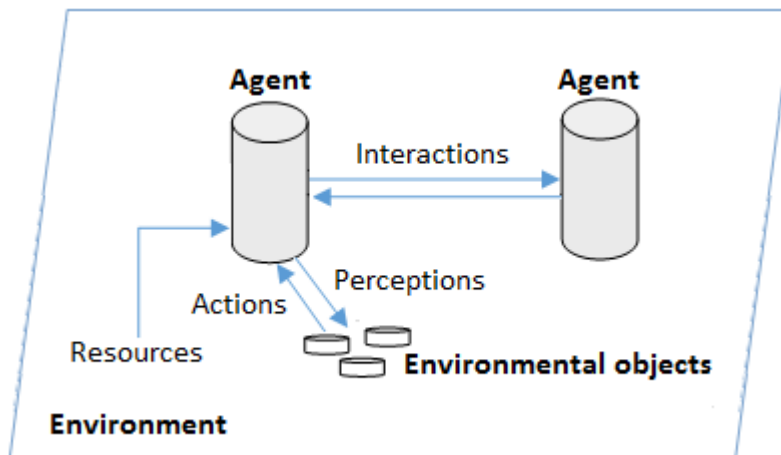 Agent
Agent
Interactions
Perceptions
Actions
Resources
Environmental objects
Environment